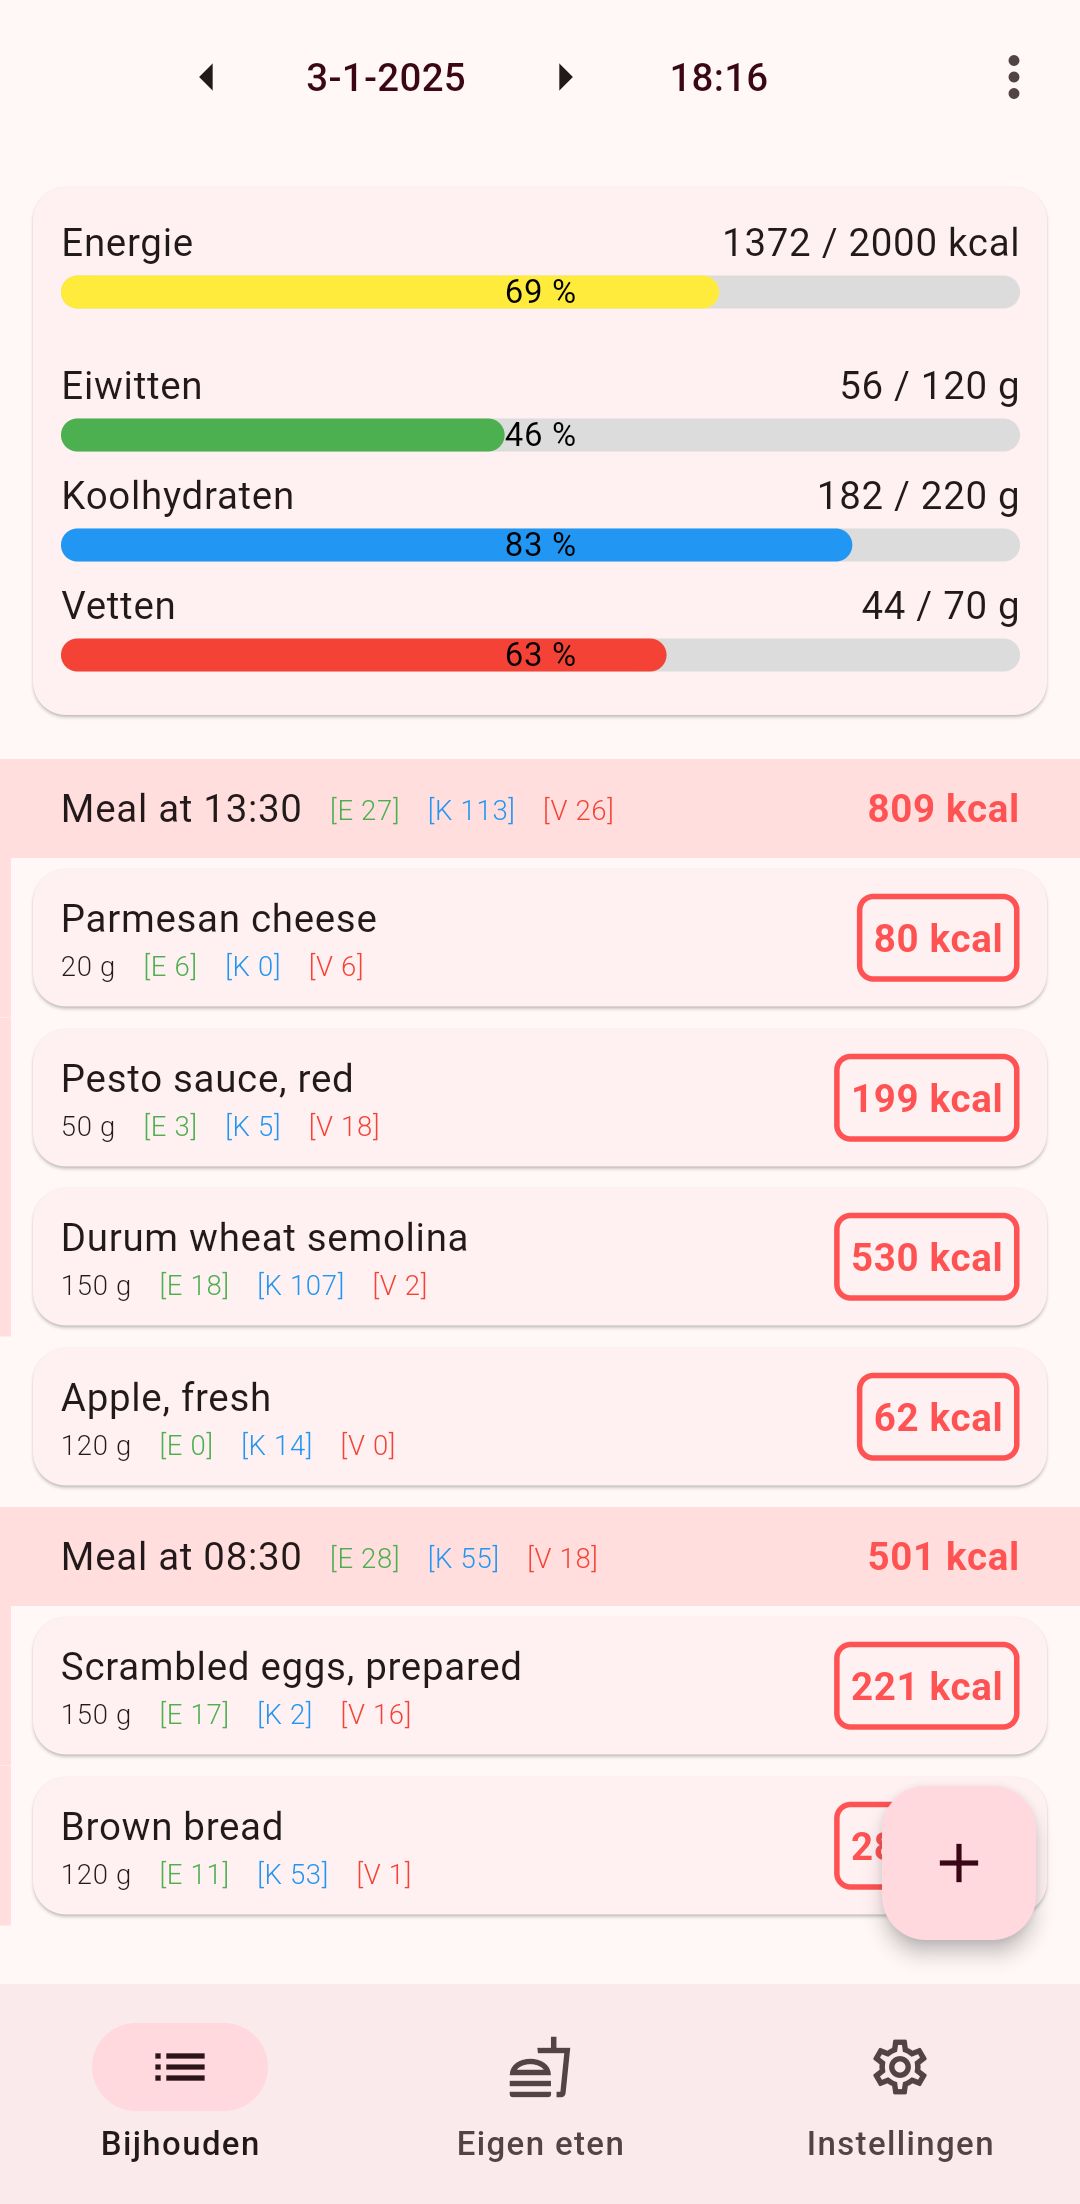 3-1-2025 18:16
Energie 1372 / 2000 kcal
69 %
Eiwitten 56 / 120 g
46 %
Koolhydraten 182 / 220 g
83 %
Vetten 44 / 70 g
63 %
Meal at 13:30 [E 27] [K 113] [V 26] 809 kcal
Parmesan cheese 80 kcal
20 g [E 6] [K 0] [V 6]
Pesto sauce, red 199 kcal
50 g [E 3] [K 5] [V 18]
Durum wheat semolina 530 kcal
150 g [E 18] [K 107] [V 2]
Apple, fresh 62 kcal
120 g [E 0] [K 14] [V 0]
Meal at 08:30 [E 28] [K 55] [V 18] 501 kcal
Scrambled eggs, prepared 221 kcal
150 g [E 17] [K 2] [V 16]
Brown bread
120 g [E 11] [K 53] [V 1]
Bijhouden Eigen eten Instellingen